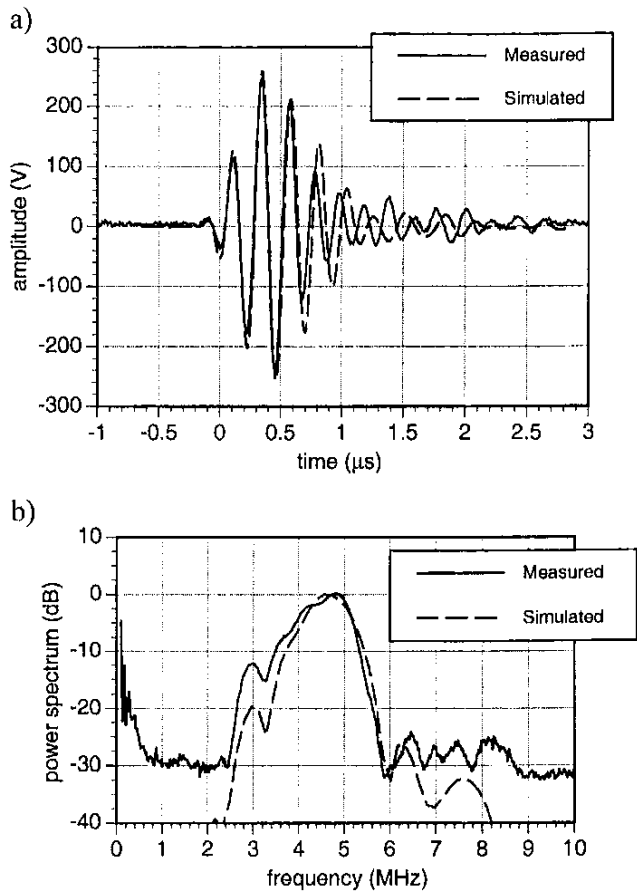 a)
Measured
Simulated
300
200
100
0
-100
-200
-300
amplitude (V)
-1 -0.5 0 0.5 1 1.5 2 2.5 3
time (µs)
b)
Measured
Simulated
10
0
-10
-20
-30
-40
power spectrum (dB)
0 1 2 3 4 5 6 7 8 9 10
frequency (MHz)